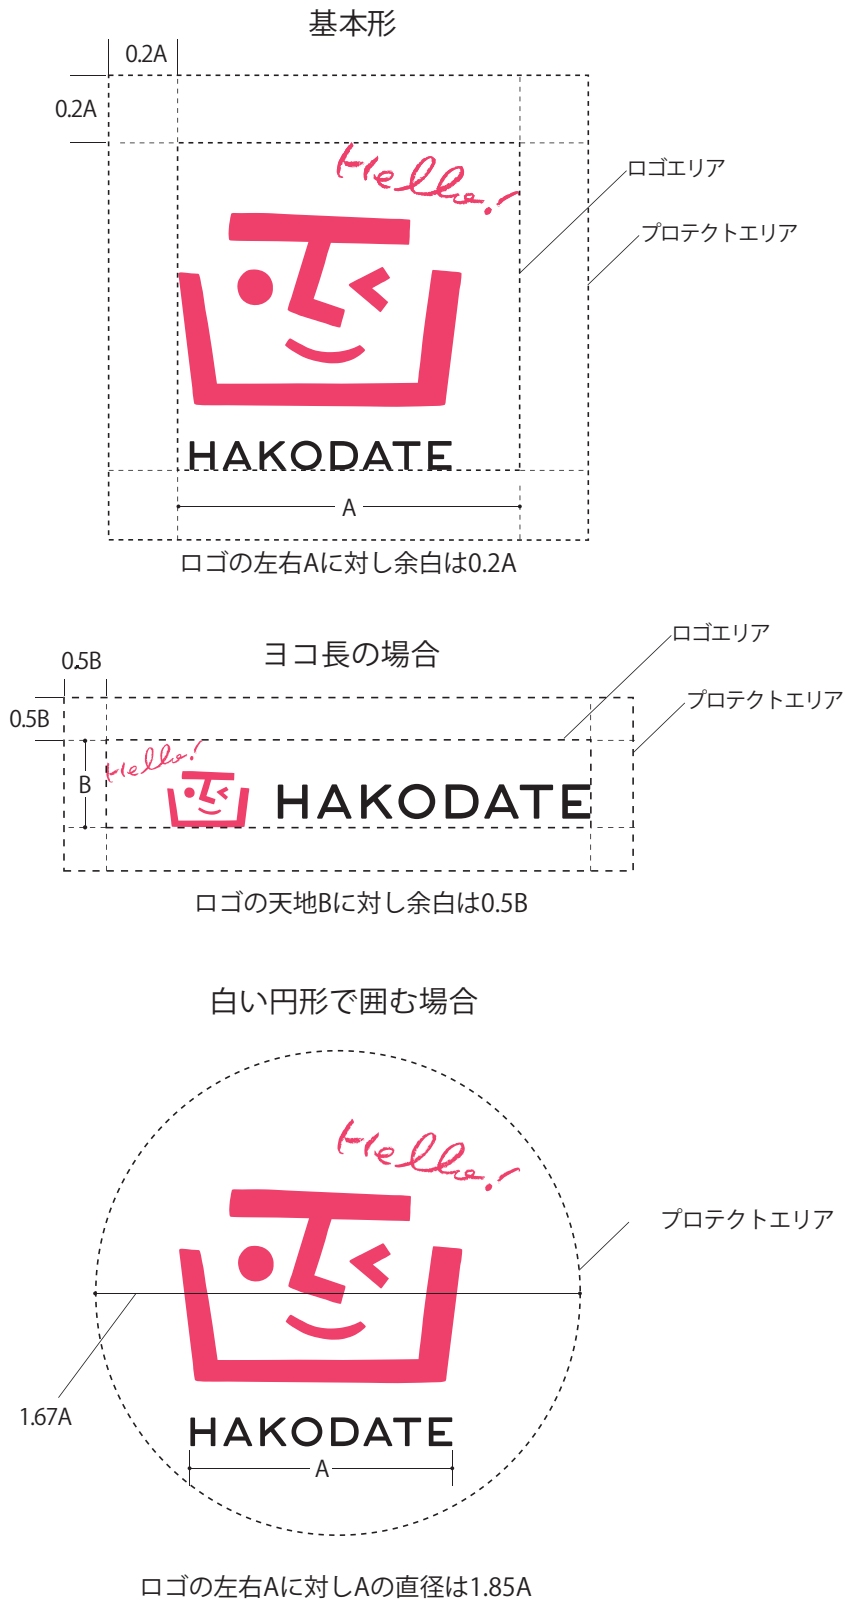 基本形
0.2A
0.2A
Hello!
ロゴエリア
プロテクトエリア
HAKODATE
A
ロゴの左右Aに対し余白は0.2A
ヨコ長の場合
0.5B
0.5B
ロゴエリア
プロテクトエリア
B
Hello!
HAKODATE
ロゴの天地Bに対し余白は0.5B
白い円形で囲む場合
Hello!
プロテクトエリア
1.67A
HAKODATE
A
ロゴの左右Aに対しAの直径は1.85A